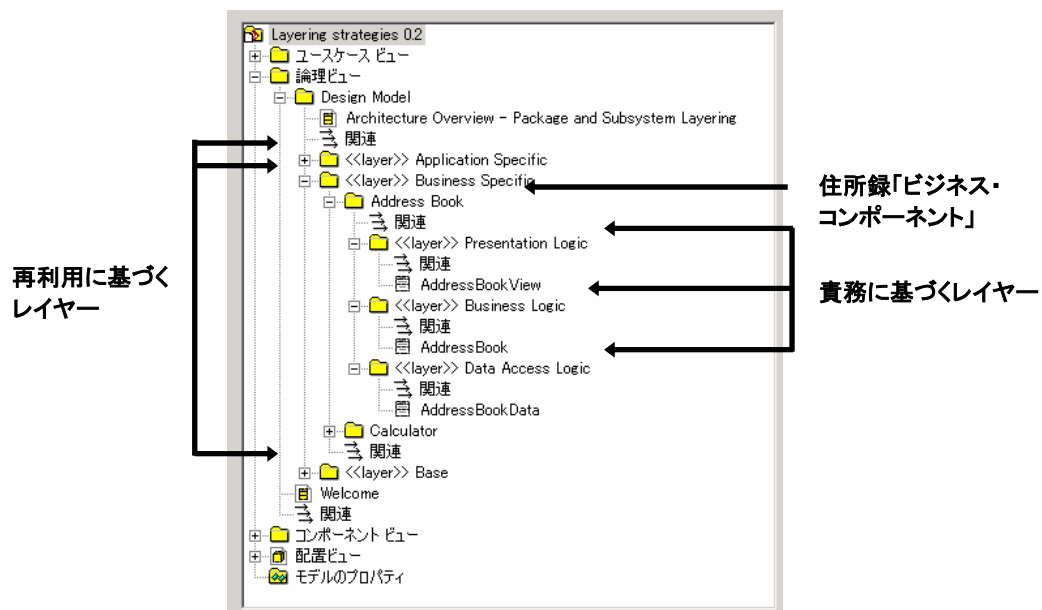 Layering strategies 0.2
ユースケース ビュー
論理ビュー
Design Model
Architecture Overview - Package and Subsystem Layering
関連
<<layer>> Application Specific
<<layer>> Business Specific
Address Book
関連
<<layer>> Presentation Logic
関連
AddressBookView
<<layer>> Business Logic
関連
AddressBook
<<layer>> Data Access Logic
関連
AddressBookData
Calculator
関連
<<layer>> Base
Welcome
関連
コンポーネント ビュー
配置ビュー
モデルのプロパティ
再利用に基づく
レイヤー
住所録「ビジネス・
コンポーネント」
責務に基づくレイヤー